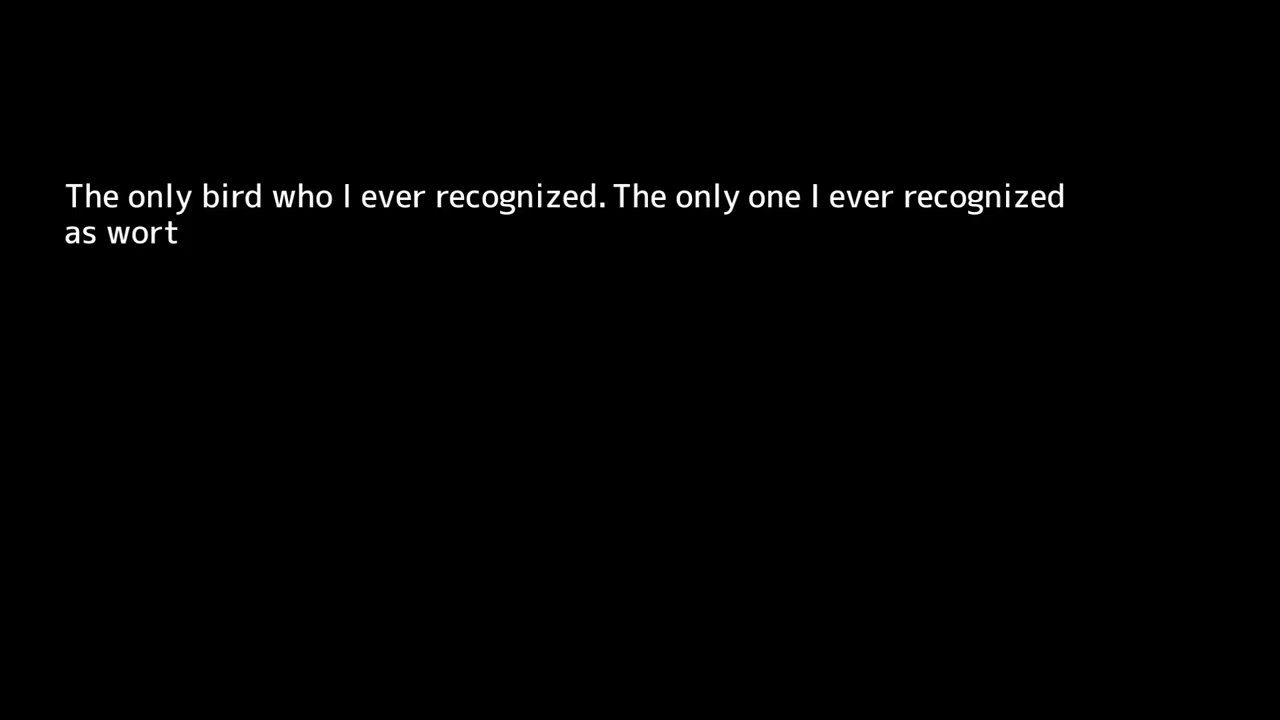 The only bird who I ever recognized. The only one I ever recognized
as wort